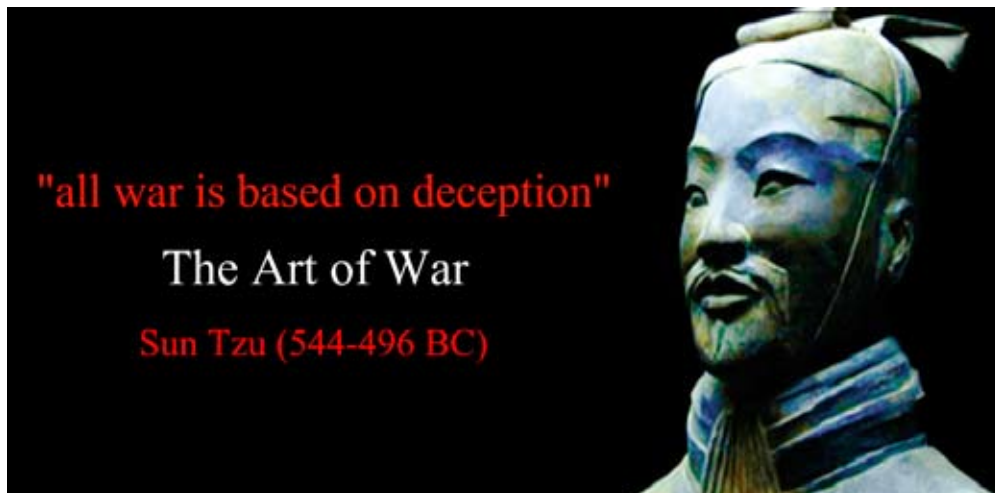 "all war is based on deception"
The Art of War
Sun Tzu (544-496 BC)